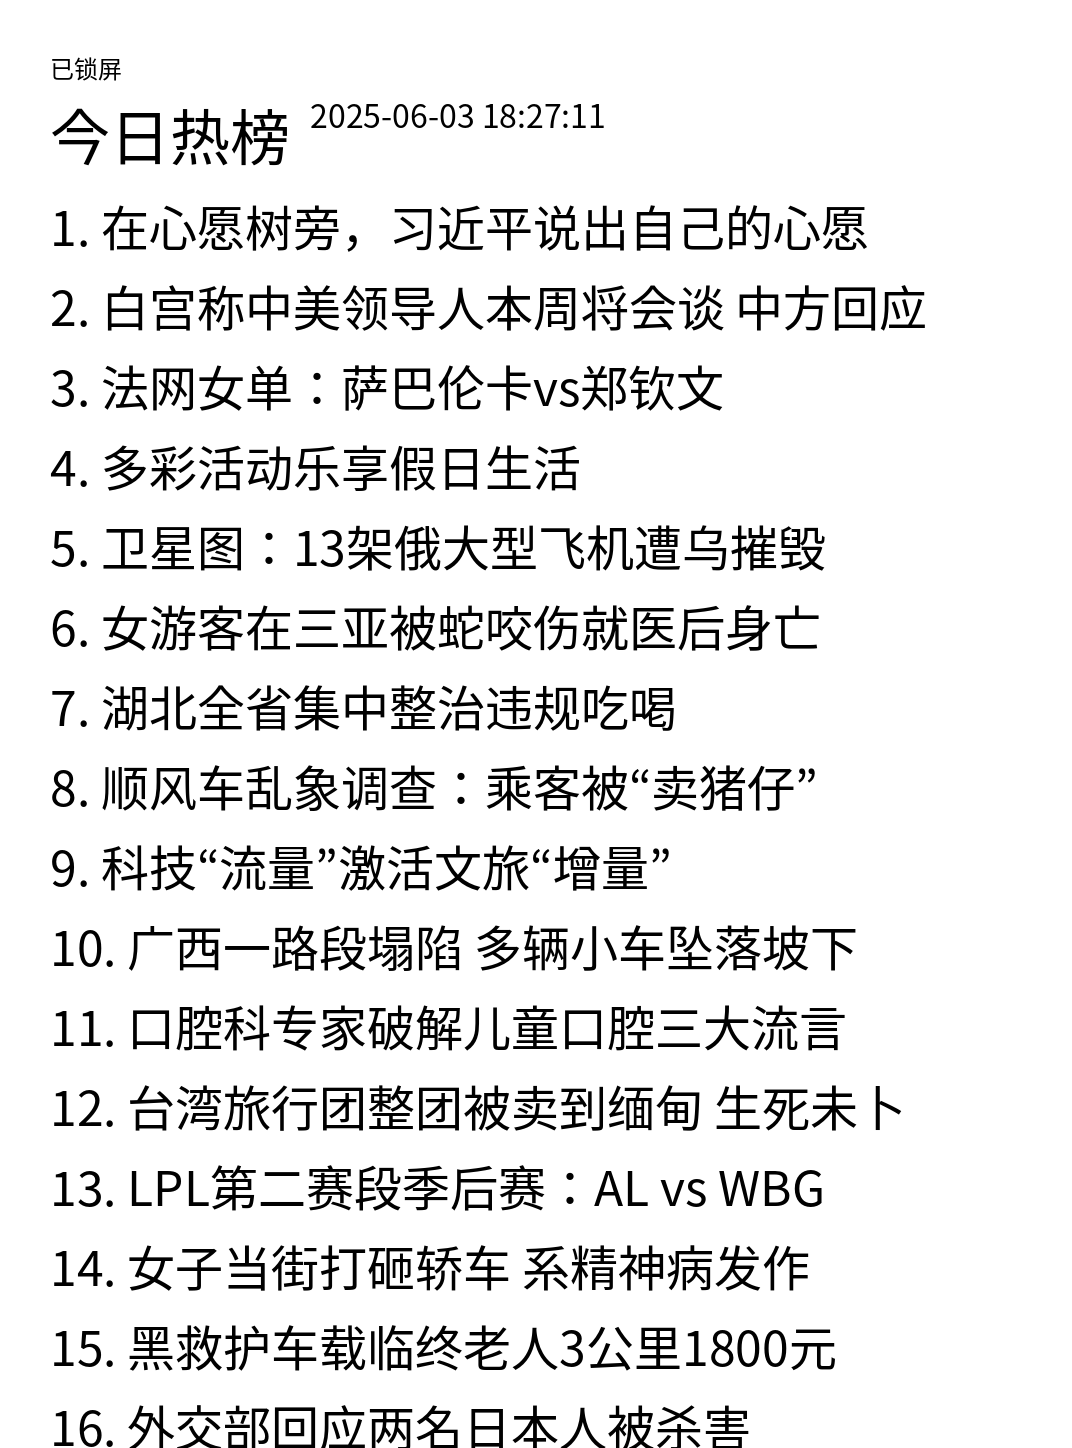 已锁屏
今日热榜 2025-06-03 18:27:11
1. 在心愿树旁，习近平说出自己的心愿
2. 白宫称中美领导人本周将会谈 中方回应
3. 法网女单：萨巴伦卡vs郑钦文
4. 多彩活动乐享假日生活
5. 卫星图：13架俄大型飞机遭乌摧毁
6. 女游客在三亚被蛇咬伤就医后身亡
7. 湖北全省集中整治违规吃喝
8. 顺风车乱象调查：乘客被“卖猪仔”
9. 科技“流量”激活文旅“增量”
10. 广西一路段塌陷 多辆小车坠落坡下
11. 口腔科专家破解儿童口腔三大流言
12. 台湾旅行团整团被卖到缅甸 生死未卜
13. LPL第二赛段季后赛：AL vs WBG
14. 女子当街打砸轿车 系精神病发作
15. 黑救护车载临终老人3公里1800元
16. 外交部回应两名日本人被杀害